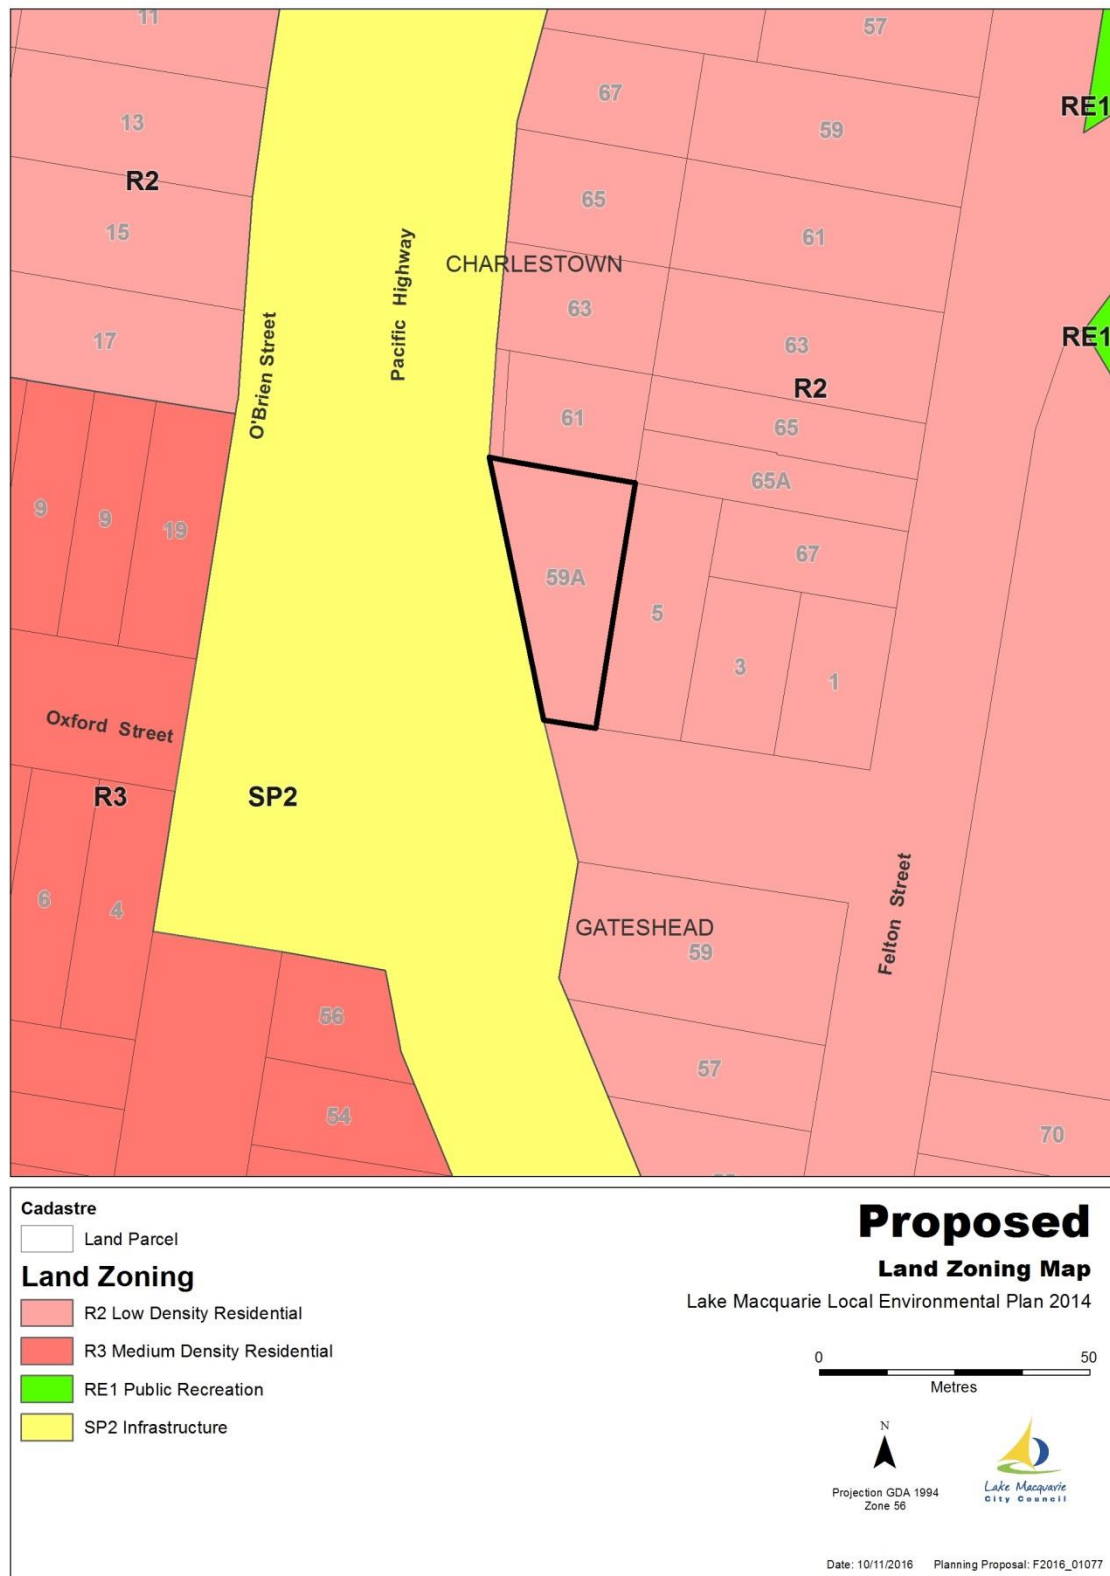 11
57
67
RE1
13
59
R2
65
15
61
Pacific Highway
CHARLESTOWN
63
O'Brien Street
17
63
RE1
R2
61
65
65A
9
9
19
59A
67
5
3
1
Oxford Street
R3
SP2
6
4
Felton Street
GATESHEAD
59
56
57
54
70
Cadastre
Land Parcel
Land Zoning
R2 Low Density Residential
R3 Medium Density Residential
RE1 Public Recreation
SP2 Infrastructure
Proposed
Land Zoning Map
Lake Macquarie Local Environmental Plan 2014
0 50
Metres
N
Projection GDA 1994
Zone 56
Lake Macquarie
City Council
Date: 10/11/2016 Planning Proposal: F2016_01077